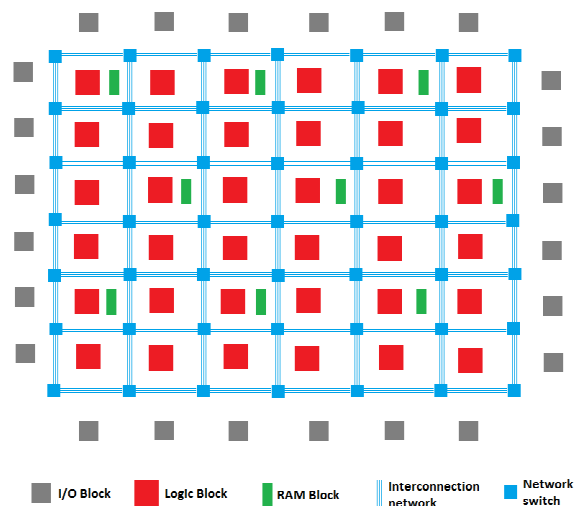 I/O Block
Logic Block
RAM Block
Interconnection
network
Network
switch